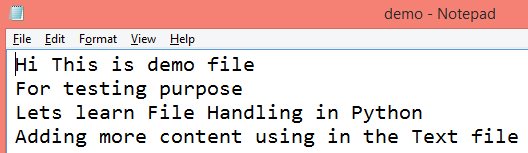 demo - Notepad
File Edit Format View Help
Hi This is demo file
For testing purpose
Lets learn File Handling in Python
Adding more content using in the Text file